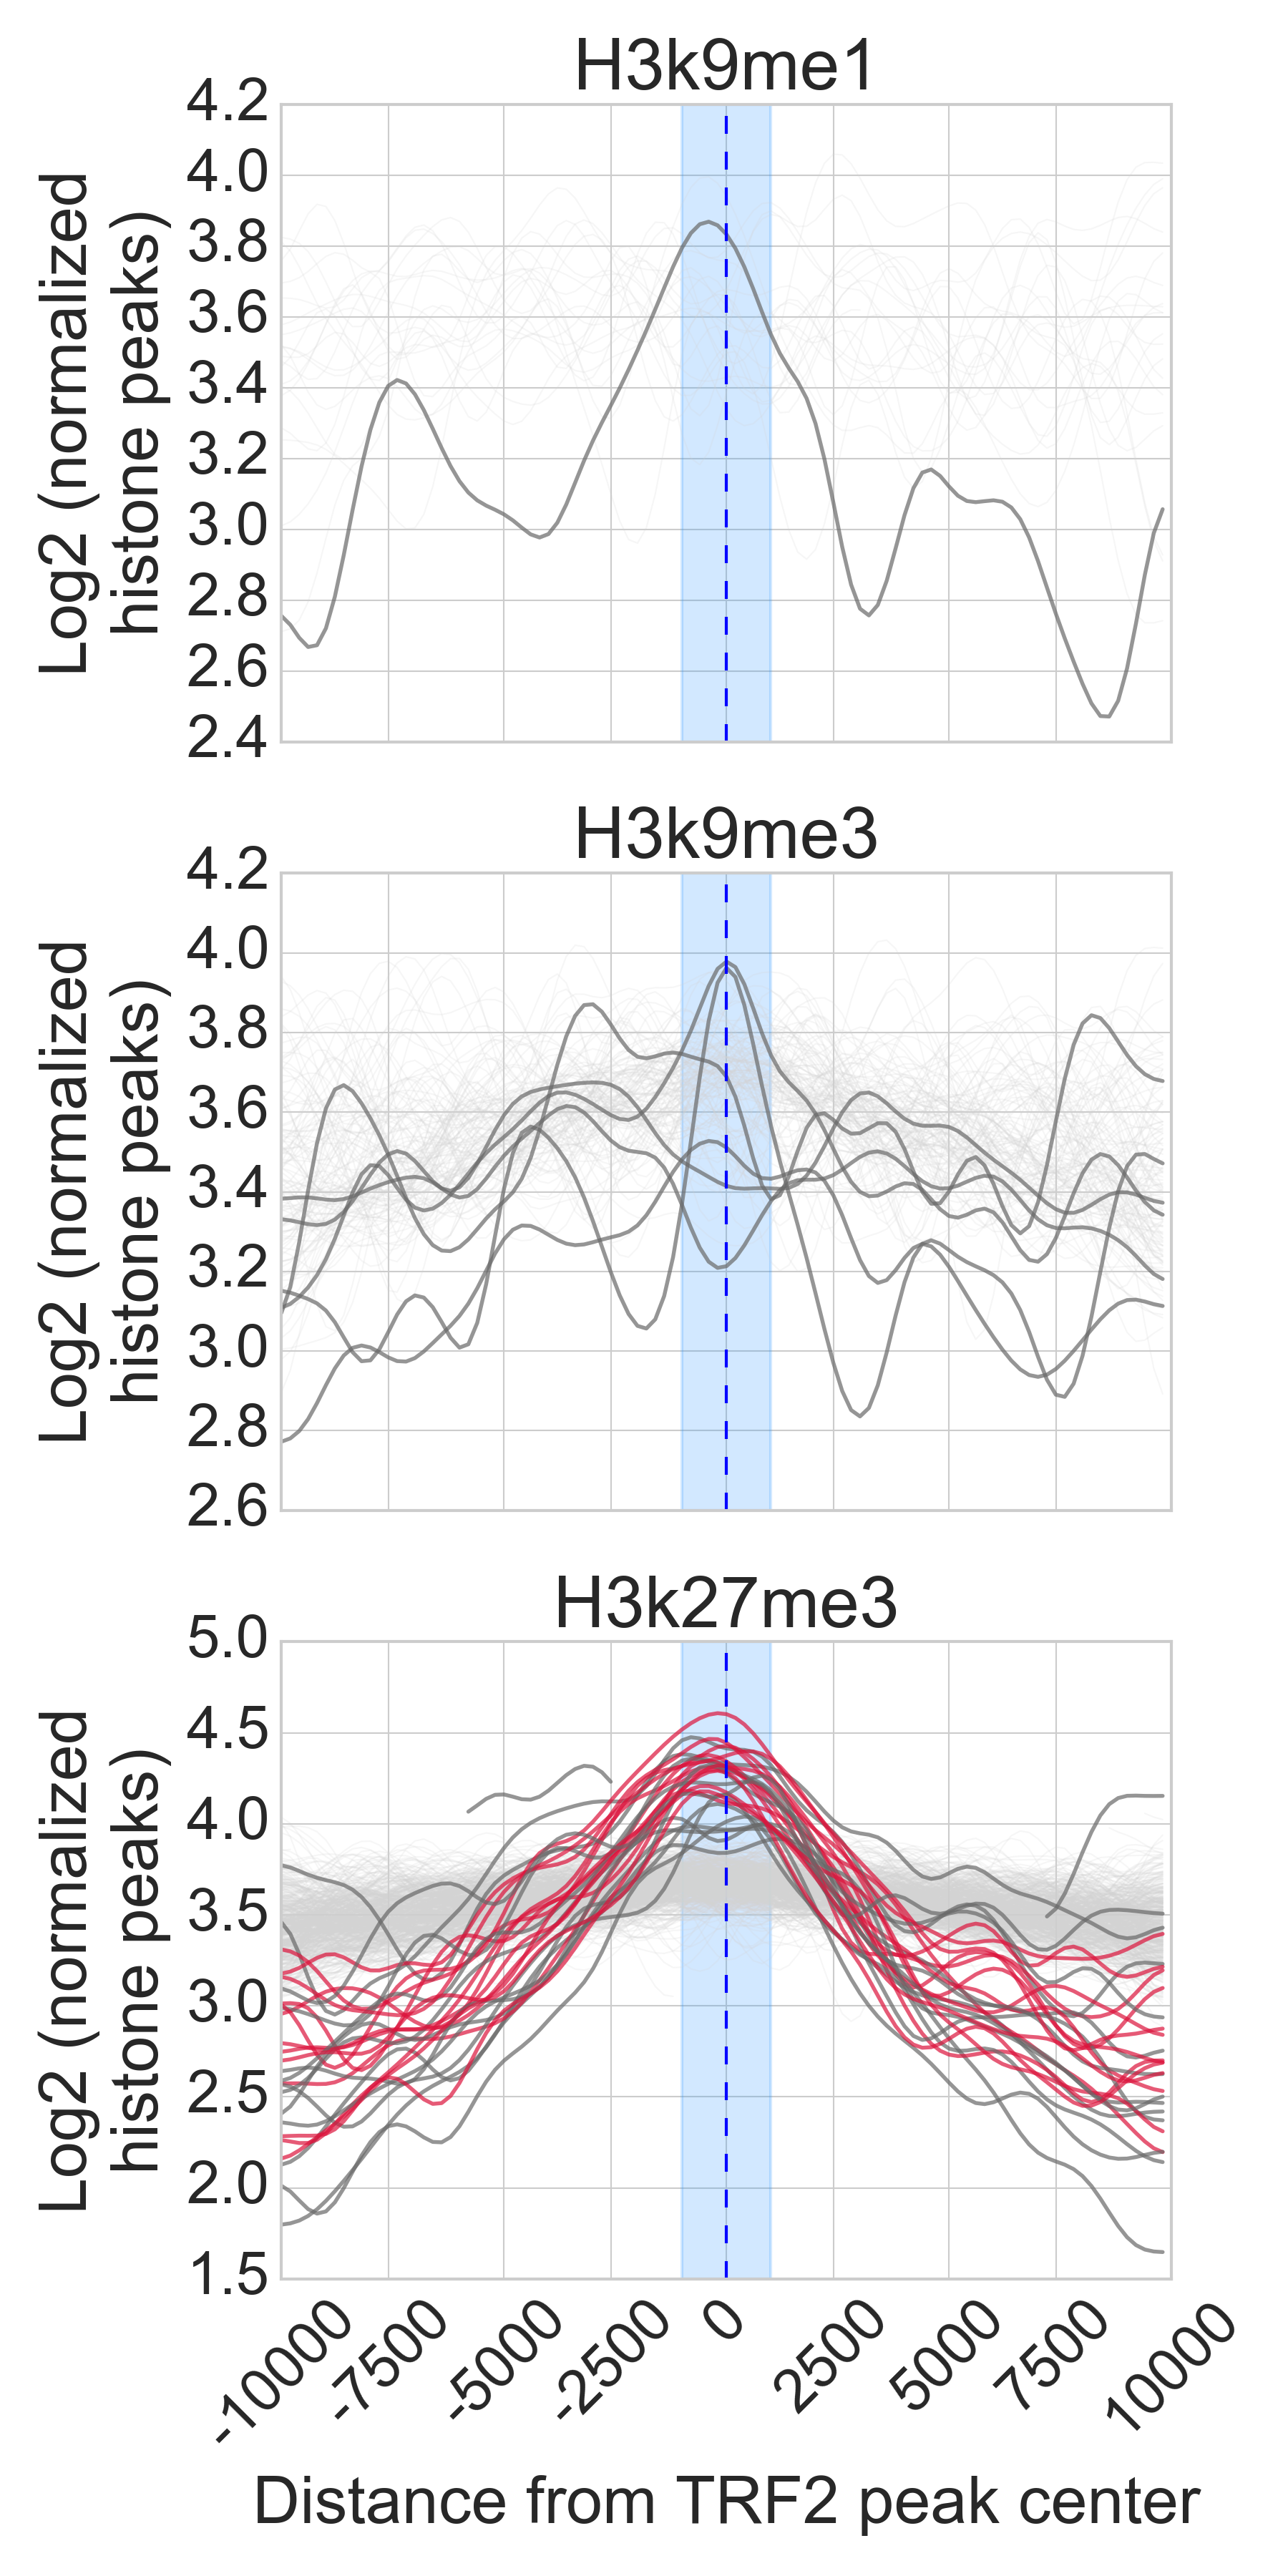 H3k9me1
4.2
4.0
3.8
3.6
3.4
3.2
3.0
2.8
2.6
2.4
Log2 (normalized
histone peaks)
H3k9me3
4.2
4.0
3.8
3.6
3.4
3.2
3.0
2.8
2.6
Log2 (normalized
histone peaks)
H3k27me3
5.0
4.5
4.0
3.5
3.0
2.5
2.0
1.5
Log2 (normalized
histone peaks)
-10000 -7500 -5000 -2500 0 2500 5000 7500 10000
Distance from TRF2 peak center